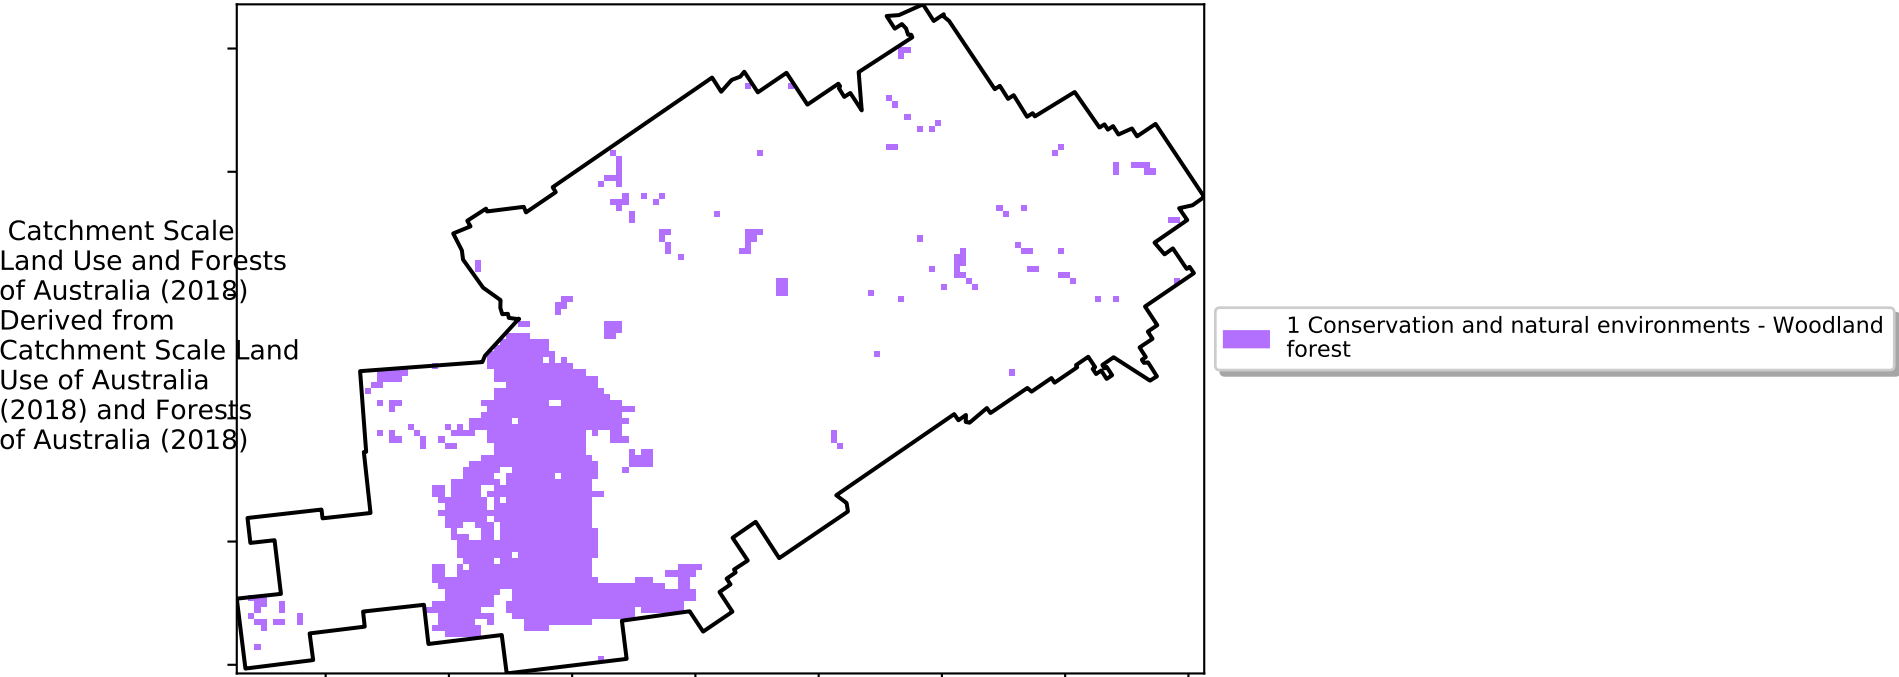 Catchment Scale
Land Use and Forests
of Australia (2018)
Derived from
Catchment Scale Land
Use of Australia
(2018) and Forests
of Australia (2018)
1 Conservation and natural environments - Woodland
forest